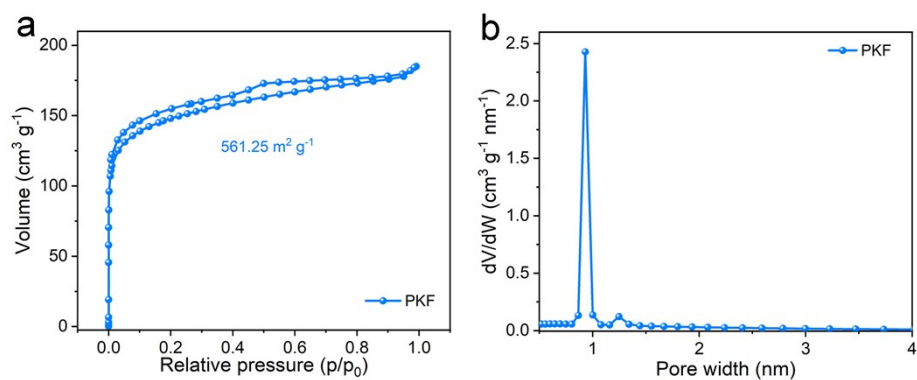 a
200
150
100
50
0
Volume (cm³ g⁻¹)
561.25 m² g⁻¹
PKF
0.0 0.2 0.4 0.6 0.8 1.0
Relative pressure (p/p₀)
b
2.5
2.0
1.5
1.0
0.5
0.0
dV/dW (cm³ g⁻¹ nm⁻¹)
PKF
1 2 3 4
Pore width (nm)